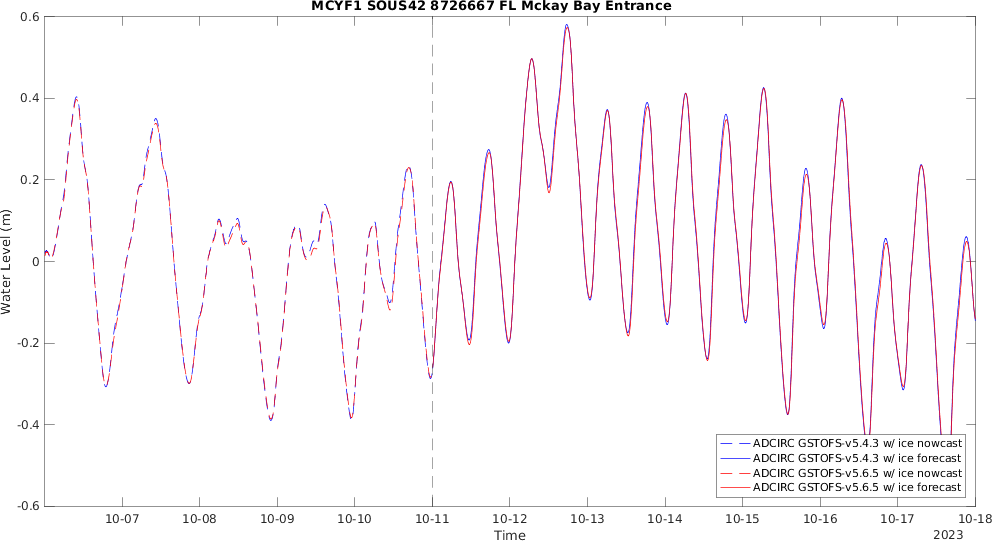 MCYF1 SOUS42 8726667 FL Mckay Bay Entrance
0.6
0.4
0.2
0
-0.2
-0.4
-0.6
Water Level (m)
ADCIRC GSTOFS-v5.4.3 w/ ice nowcast
ADCIRC GSTOFS-v5.4.3 w/ ice forecast
ADCIRC GSTOFS-v5.6.5 w/ ice nowcast
ADCIRC GSTOFS-v5.6.5 w/ ice forecast
10-07 10-08 10-09 10-10 10-11 10-12 10-13 10-14 10-15 10-16 10-17 10-18
Time
2023